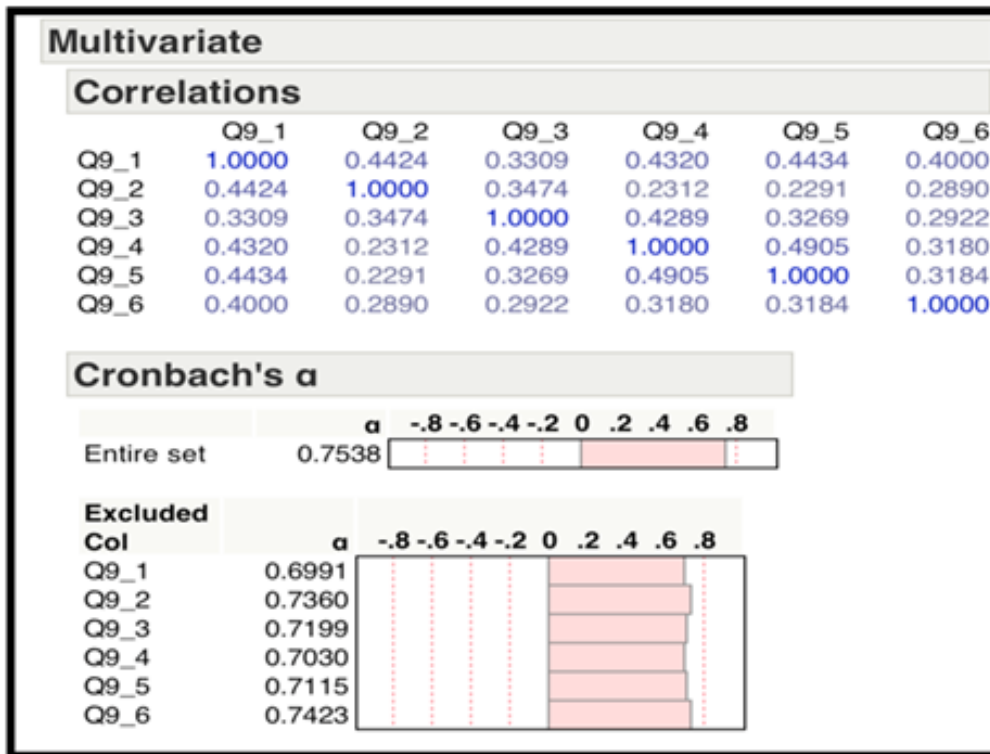 Multivariate
Correlations
Q9_1 Q9_2 Q9_3 Q9_4 Q9_5 Q9_6
Q9_1 1.0000 0.4424 0.3309 0.4320 0.4434 0.4000
Q9_2 0.4424 1.0000 0.3474 0.2312 0.2291 0.2890
Q9_3 0.3309 0.3474 1.0000 0.4289 0.3269 0.2922
Q9_4 0.4320 0.2312 0.4289 1.0000 0.4905 0.3180
Q9_5 0.4434 0.2291 0.3269 0.4905 1.0000 0.3184
Q9_6 0.4000 0.2890 0.2922 0.3180 0.3184 1.0000
Cronbach's α
α -.8 -.6 -.4 -.2 0 .2 .4 .6 .8
Entire set 0.7538
Excluded
Col α -.8 -.6 -.4 -.2 0 .2 .4 .6 .8
Q9_1 0.6991
Q9_2 0.7360
Q9_3 0.7199
Q9_4 0.7030
Q9_5 0.7115
Q9_6 0.7423